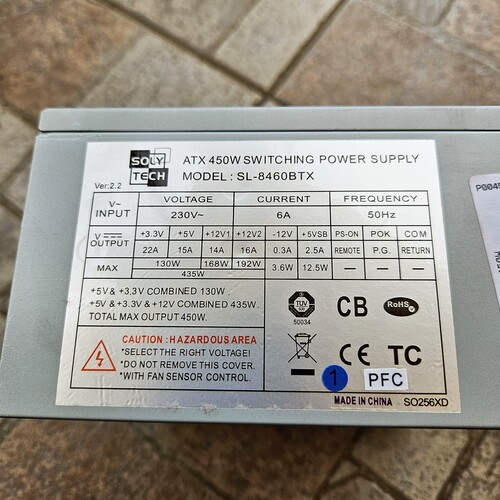 SOLY
TECH
ATX 450W SWITCHING POWER SUPPLY
MODEL: SL-8460BTX
Ver:2.2
V~ INPUT VOLTAGE CURRENT FREQUENCY
230V~ 6A 50Hz
V OUTPUT +3.3V +5V +12V1 +12V2 -12V +5VSB PS-ON POK COM
22A 15A 14A 16A 0.3A 2.5A REMOTE P.G. RETURN
MAX 130W 168W 192W 3.6W 12.5W — — —
435W
+5V & +3.3V COMBINED 130W.
+5V & +3.3V & +12V COMBINED 435W.
TOTAL MAX OUTPUT 450W.
CAUTION : HAZARDOUS AREA
*SELECT THE RIGHT VOLTAGE!
*DO NOT REMOVE THIS COVER.
*WITH FAN SENSOR CONTROL.
TUV
50034
CB
RoHS
CE TC
1 PFC
MADE IN CHINA SO256XD